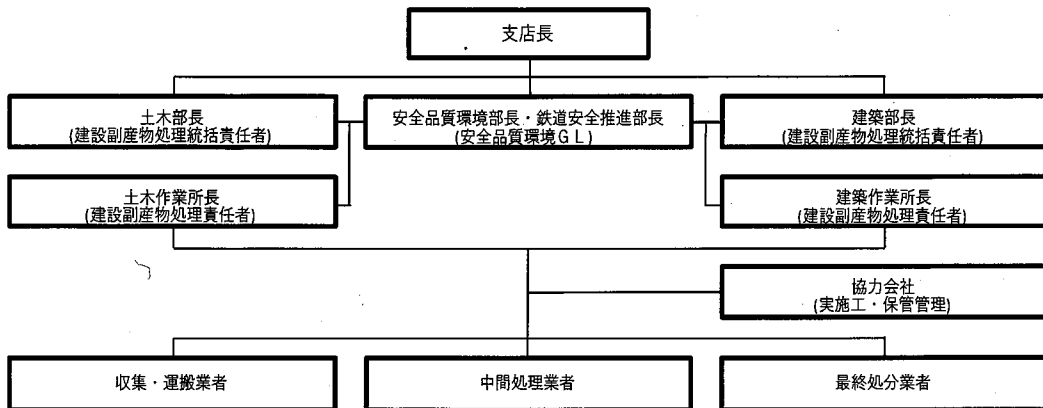 支店長
土木部長
(建設副産物処理統括責任者)
安全品質環境部長・鉄道安全推進部長
(安全品質環境ＧＬ)
建築部長
(建設副産物処理統括責任者)
土木作業所長
(建設副産物処理責任者)
建築作業所長
(建設副産物処理責任者)
協力会社
(実施工・保管管理)
収集・運搬業者
中間処理業者
最終処分業者